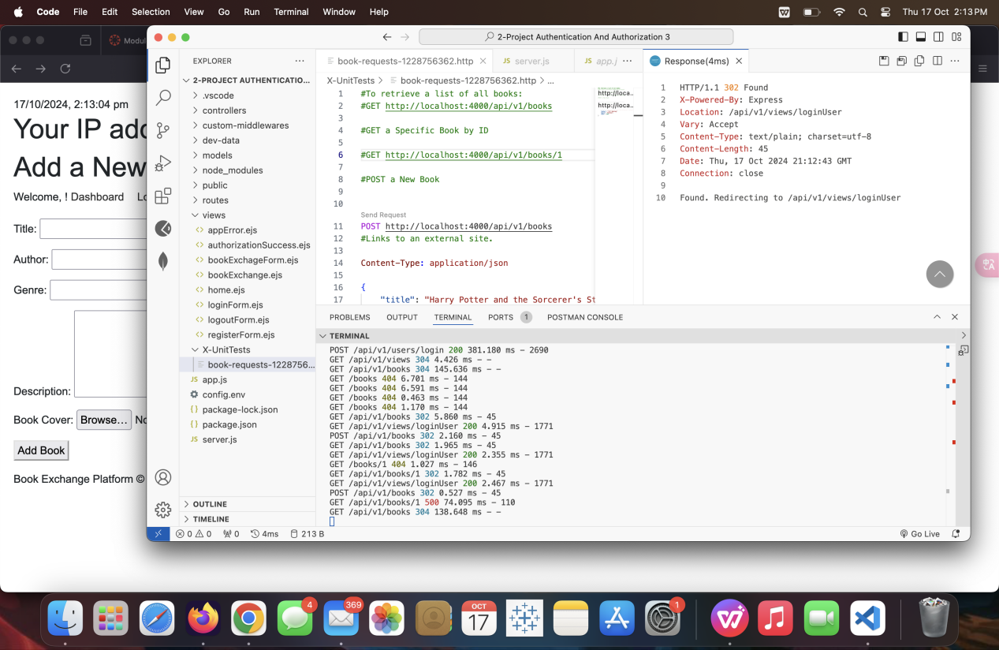 Code File Edit Selection View Go Run Terminal Window Help Thu 17 Oct 2:13 PM
Modul
17/10/2024, 2:13:04 pm
Your IP add
Add a New
Welcome, ! Dashboard
Title:
Author:
Genre:
Description:
Book Cover: Browse... No
Add Book
Book Exchange Platform ©
2-Project Authentication And Authorization 3
EXPLORER
2-PROJECT AUTHENTICATIO...
.vscode
controllers
custom-middlewares
dev-data
models
node_modules
public
routes
views
appError.ejs
authorizationSuccess.ejs
bookExchageForm.ejs
bookExchange.ejs
home.ejs
loginForm.ejs
logoutForm.ejs
registerForm.ejs
X-UnitTests
book-requests-1228756...
JS app.js
config.env
{} package-lock.json
{} package.json
JS server.js
OUTLINE
TIMELINE
book-requests-1228756362.http JS server.js JS app.j ...
X-UnitTests > book-requests-1228756362.http > ...
1 #To retrieve a list of all books:
2 #GET http://localhost:4000/api/v1/books
3
4 #GET a Specific Book by ID
5
6 #GET http://localhost:4000/api/v1/books/1
7
8 #POST a New Book
9
10
Send Request
11 POST http://localhost:4000/api/v1/books
12 #Links to an external site.
13
14 Content-Type: application/json
15
16 {
17 "title": "Harry Potter and the Sorcerer's St
http://loca..
http://loca..
Response(4ms)
1 HTTP/1.1 302 Found
2 X-Powered-By: Express
3 Location: /api/v1/views/loginUser
4 Vary: Accept
5 Content-Type: text/plain; charset=utf-8
6 Content-Length: 45
7 Date: Thu, 17 Oct 2024 21:12:43 GMT
8 Connection: close
9
10 Found. Redirecting to /api/v1/views/loginUser
中A
PROBLEMS OUTPUT TERMINAL PORTS 1 POSTMAN CONSOLE
TERMINAL
POST /api/v1/users/login 200 381.180 ms - 2690
GET /api/v1/views 304 4.426 ms - -
GET /api/v1/books 304 145.636 ms - -
GET /books 404 6.701 ms - 144
GET /books 404 6.591 ms - 144
GET /books 404 0.463 ms - 144
GET /books 404 1.170 ms - 144
GET /api/v1/books 302 5.860 ms - 45
GET /api/v1/views/loginUser 200 4.915 ms - 1771
POST /api/v1/books 302 2.160 ms - 45
GET /api/v1/books 302 1.965 ms - 45
GET /api/v1/views/loginUser 200 2.355 ms - 1771
GET /books/1 404 1.027 ms - 146
GET /api/v1/books/1 302 1.782 ms - 45
GET /api/v1/views/loginUser 200 2.467 ms - 1771
POST /api/v1/books 302 0.527 ms - 45
GET /api/v1/books/1 500 74.095 ms - 110
GET /api/v1/books 304 138.648 ms - -
0 0 0 4ms 213 B Go Live
4 369 OCT 17 1